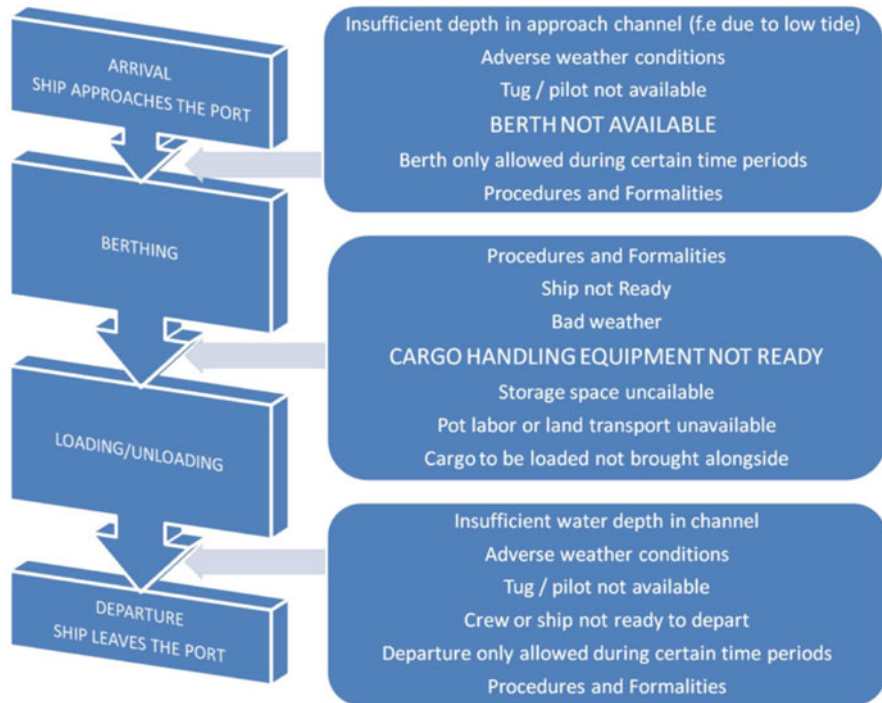 ARRIVAL
SHIP APPROACHES THE PORT
Insufficient depth in approach channel (f.e due to low tide)
Adverse weather conditions
Tug / pilot not available
BERTH NOT AVAILABLE
Berth only allowed during certain time periods
Procedures and Formalities
BERTHING
Procedures and Formalities
Ship not Ready
Bad weather
CARGO HANDLING EQUIPMENT NOT READY
Storage space uncailable
Pot labor or land transport unavailable
Cargo to be loaded not brought alongside
LOADING/UNLOADING
Insufficient water depth in channel
Adverse weather conditions
Tug / pilot not available
Crew or ship not ready to depart
Departure only allowed during certain time periods
Procedures and Formalities
DEPARTURE
SHIP LEAVES THE PORT